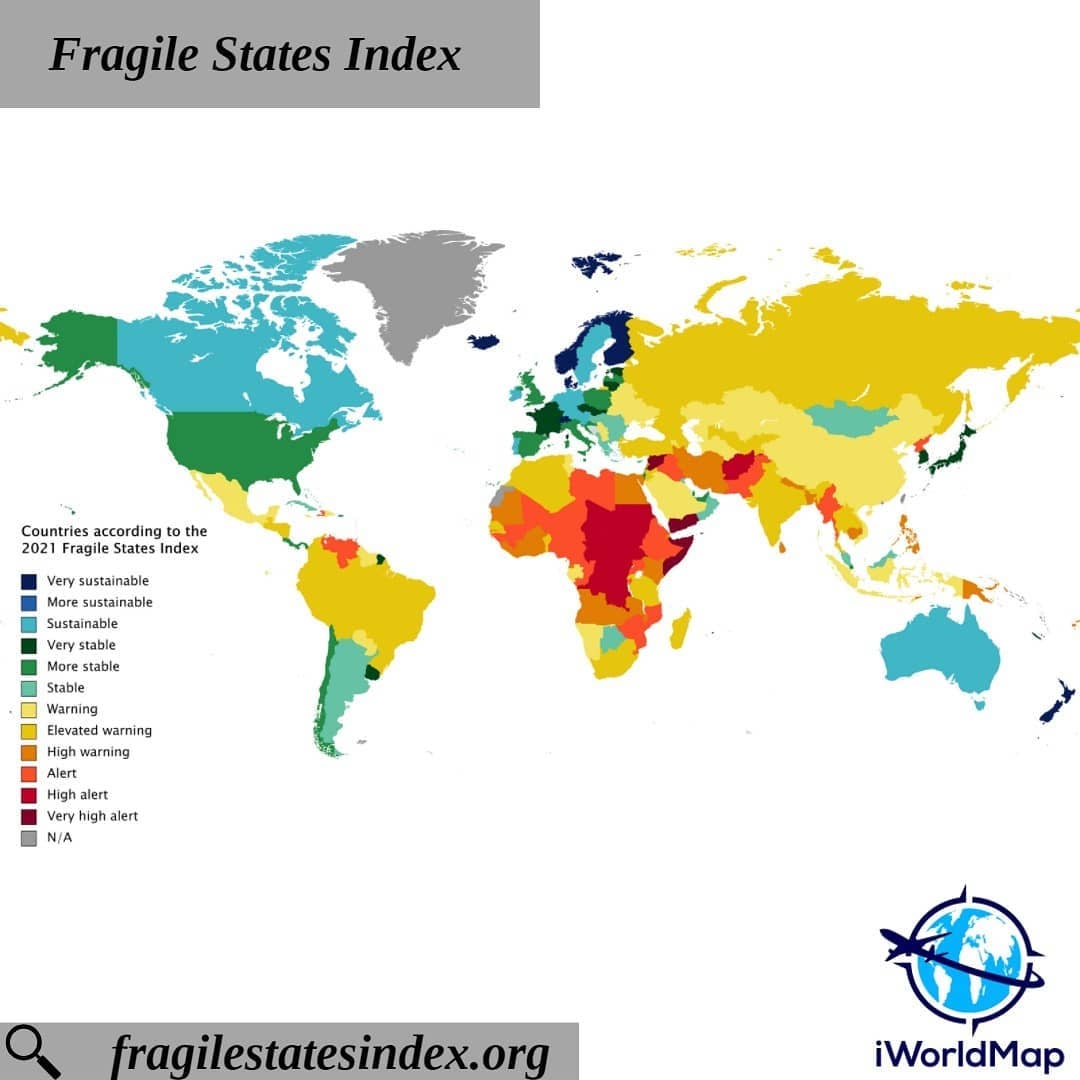 Fragile States Index
Countries according to the
2021 Fragile States Index
Very sustainable
More sustainable
Sustainable
Very stable
More stable
Stable
Warning
Elevated warning
High warning
Alert
High alert
Very high alert
N/A
iWorldMap
fragilestatesindex.org